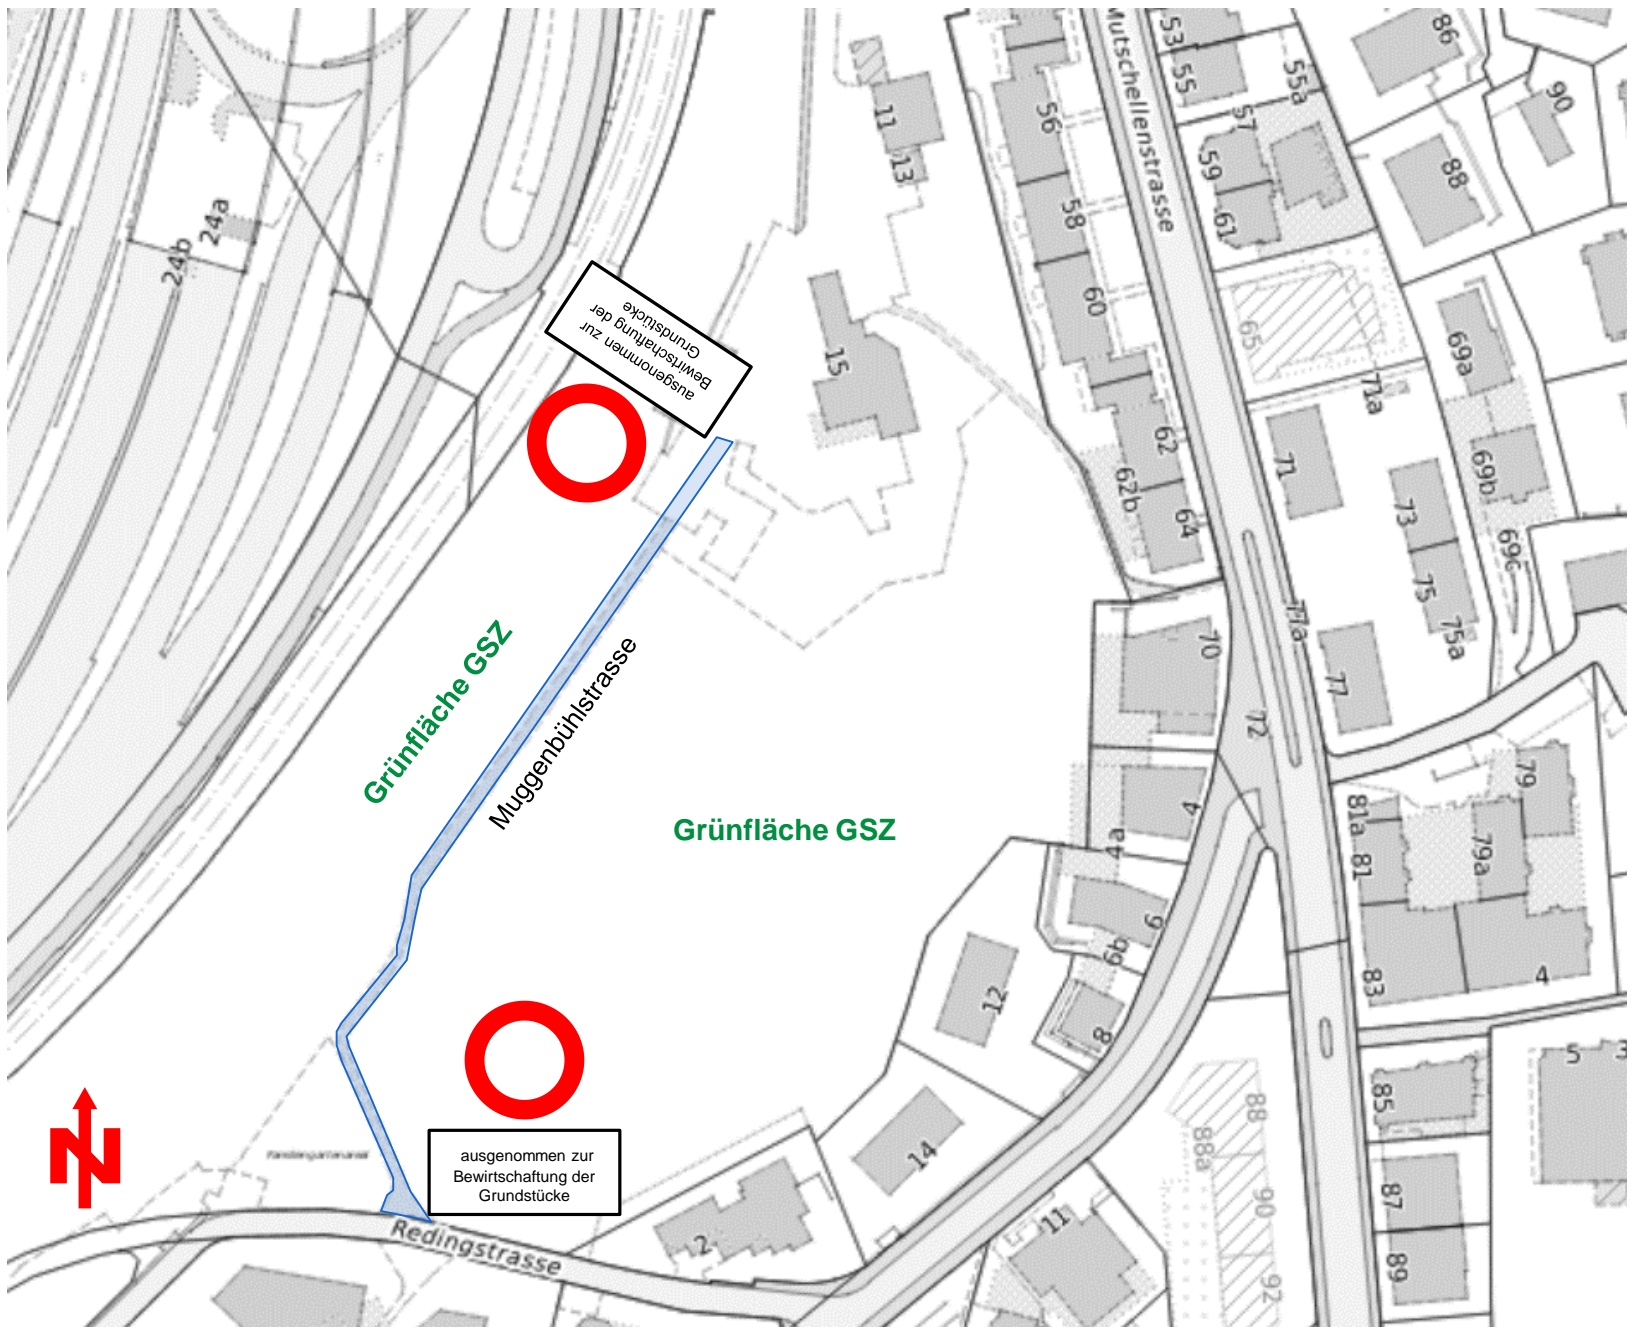 Mutschellenstrasse
53
55
55a
57
59
61
86
88
90
11
13
56
58
60
24a
24b
ausgenommen zur
Bewirtschaftung der
Grundstücke
15
65
69a
71a
62
62b
64
71
69b
73
69c
75
75a
77a
77
70
72
Grünfläche GSZ
Muggenbühlstrasse
Grünfläche GSZ
4
4a
79
81a
81
79a
6
6b
12
8
83
4
5
3
85
88
88a
14
N
ausgenommen zur
Bewirtschaftung der
Grundstücke
87
90
11
2
Redingstrasse
89
92